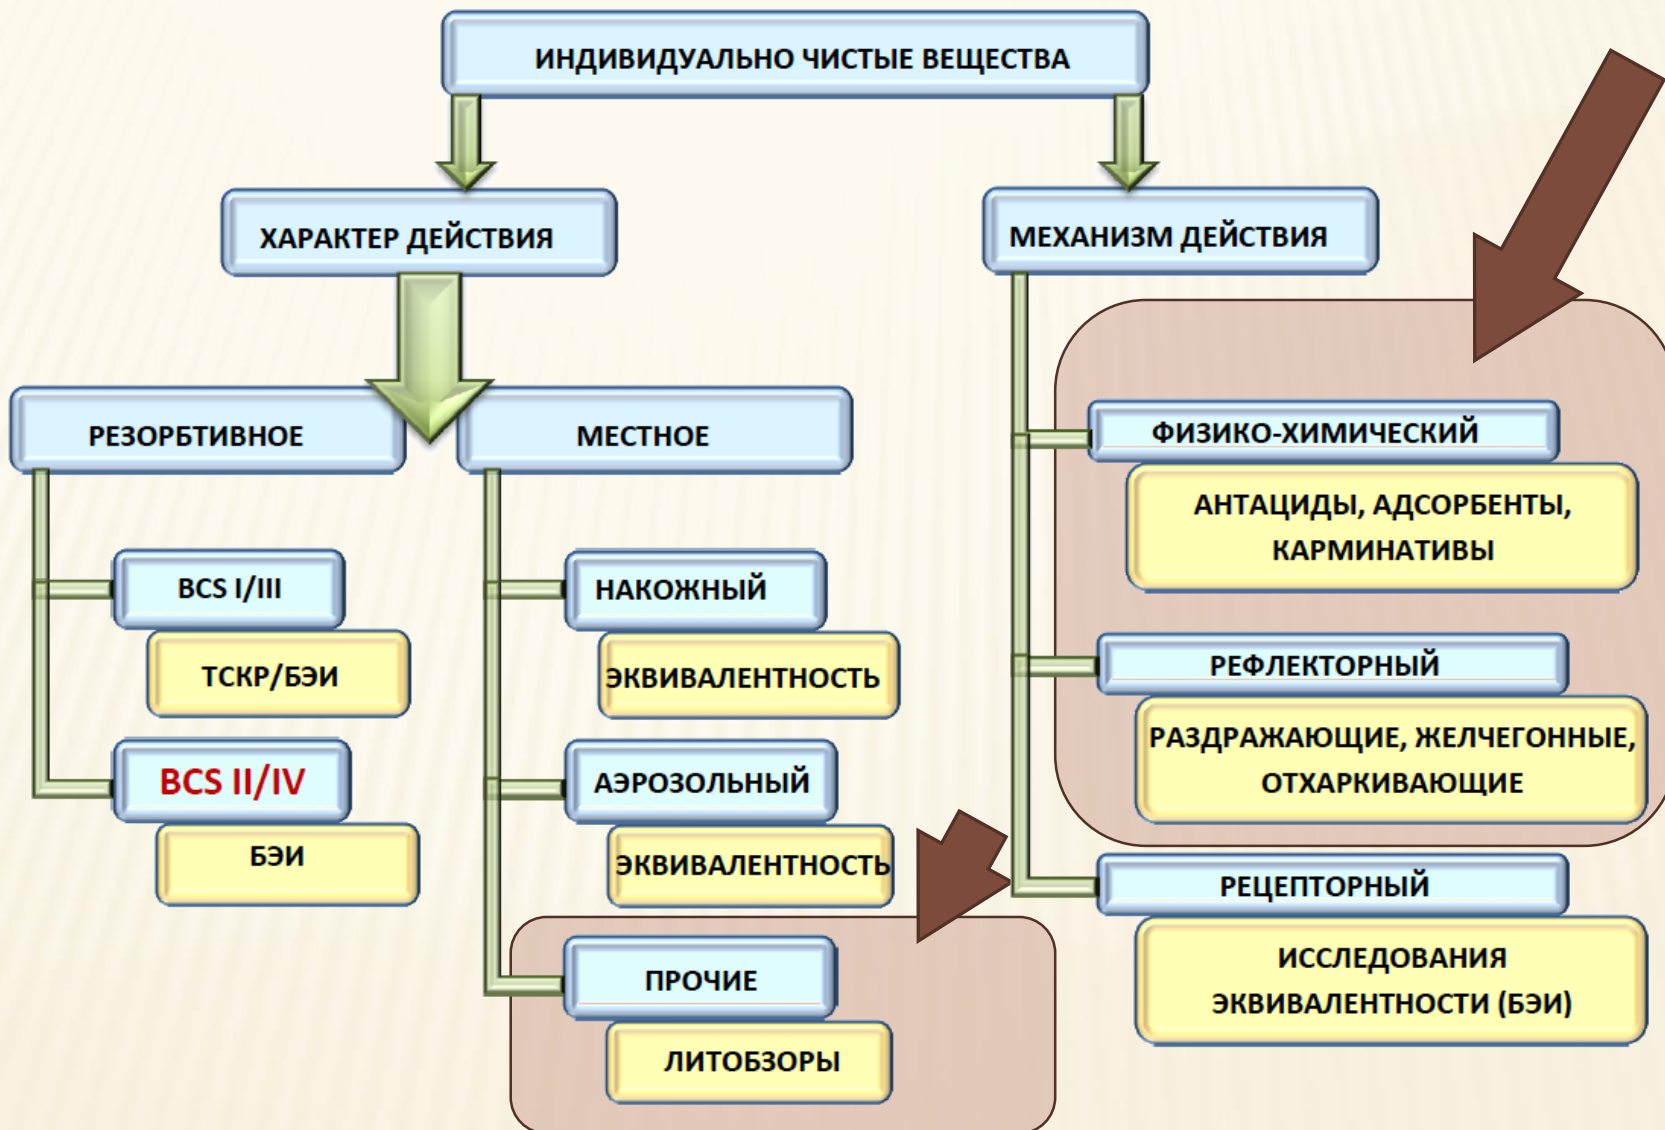 ИНДИВИДУАЛЬНО ЧИСТЫЕ ВЕЩЕСТВА
ХАРАКТЕР ДЕЙСТВИЯ
МЕХАНИЗМ ДЕЙСТВИЯ
РЕЗОРБТИВНОЕ
МЕСТНОЕ
BCS I/III
ТСКР/БЭИ
BCS II/IV
БЭИ
НАКОЖНЫЙ
ЭКВИВАЛЕНТНОСТЬ
АЭРОЗОЛЬНЫЙ
ЭКВИВАЛЕНТНОСТЬ
ПРОЧИЕ
ЛИТОБЗОРЫ
ФИЗИКО-ХИМИЧЕСКИЙ
АНТАЦИДЫ, АДСОРБЕНТЫ,
КАРМИНАТИВЫ
РЕФЛЕКТОРНЫЙ
РАЗДРАЖАЮЩИЕ, ЖЕЛЧЕГОННЫЕ,
ОТХАРКИВАЮЩИЕ
РЕЦЕПТОРНЫЙ
ИССЛЕДОВАНИЯ
ЭКВИВАЛЕНТНОСТИ (БЭИ)